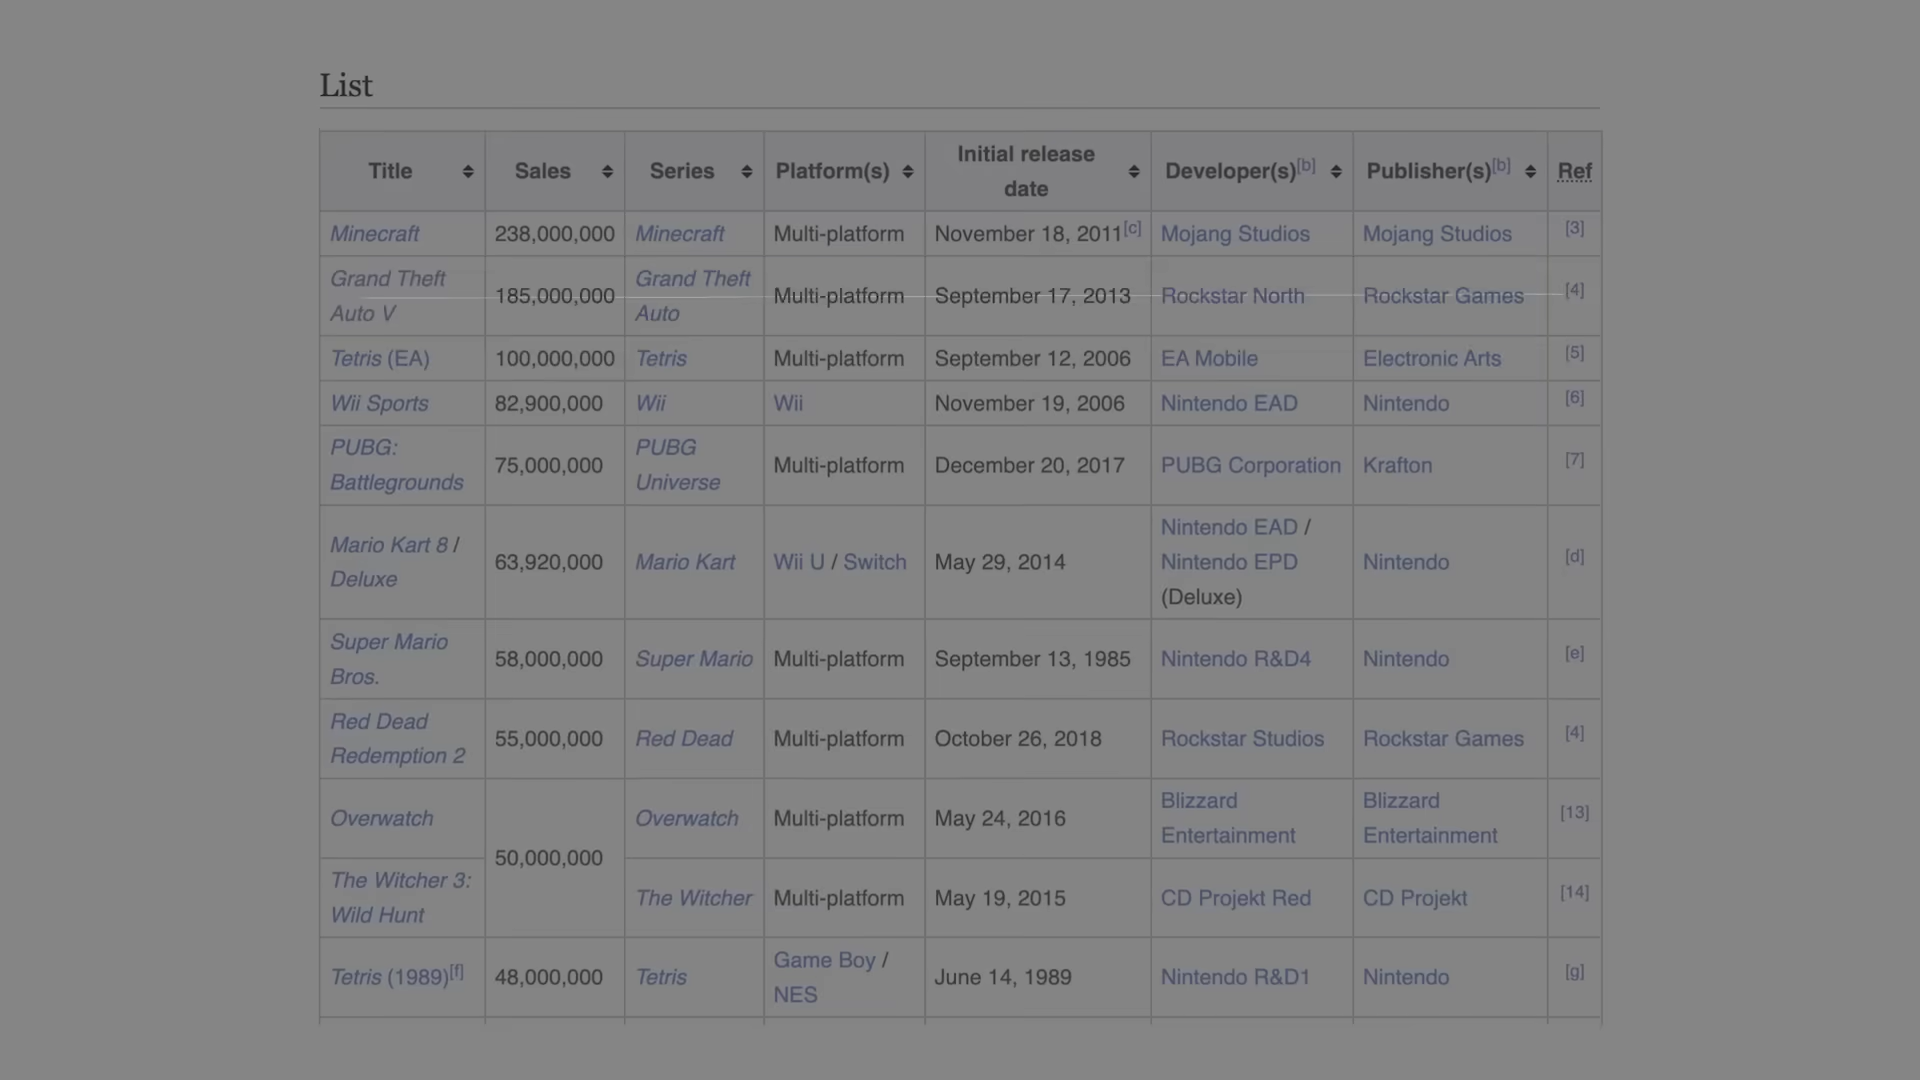 List
Title Sales Series Platform(s) Initial release date Developer(s)[b] Publisher(s)[b] Ref
Minecraft 238,000,000 Minecraft Multi-platform November 18, 2011[c] Mojang Studios Mojang Studios [3]
Grand Theft Auto V 185,000,000 Grand Theft Auto Multi-platform September 17, 2013 Rockstar North Rockstar Games [4]
Tetris (EA) 100,000,000 Tetris Multi-platform September 12, 2006 EA Mobile Electronic Arts [5]
Wii Sports 82,900,000 Wii Wii November 19, 2006 Nintendo EAD Nintendo [6]
PUBG: Battlegrounds 75,000,000 PUBG Universe Multi-platform December 20, 2017 PUBG Corporation Krafton [7]
Mario Kart 8 / Deluxe 63,920,000 Mario Kart Wii U / Switch May 29, 2014 Nintendo EAD / Nintendo EPD (Deluxe) Nintendo [d]
Super Mario Bros. 58,000,000 Super Mario Multi-platform September 13, 1985 Nintendo R&D4 Nintendo [e]
Red Dead Redemption 2 55,000,000 Red Dead Multi-platform October 26, 2018 Rockstar Studios Rockstar Games [4]
Overwatch 50,000,000 Overwatch Multi-platform May 24, 2016 Blizzard Entertainment Blizzard Entertainment [13]
The Witcher 3: Wild Hunt The Witcher Multi-platform May 19, 2015 CD Projekt Red CD Projekt [14]
Tetris (1989)[f] 48,000,000 Tetris Game Boy / NES June 14, 1989 Nintendo R&D1 Nintendo [g]